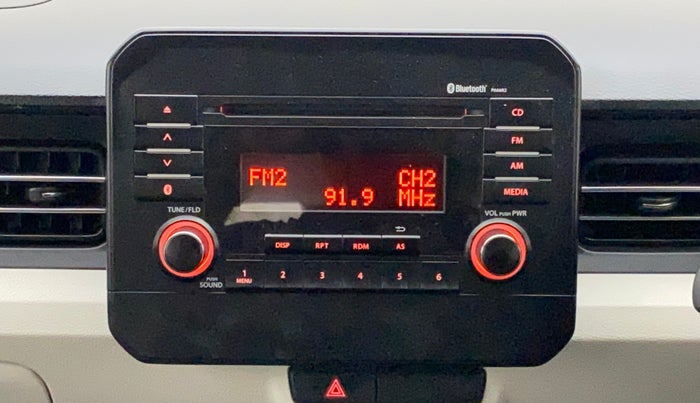 Bluetooth
CD
FM
AM
MEDIA
FM2 CH2
91.9 MHz
TUNE/FLD
VOL PUSH PWR
DISP RPT RDM AS
PUSH
SOUND
1 2 3 4 5 6
MENU